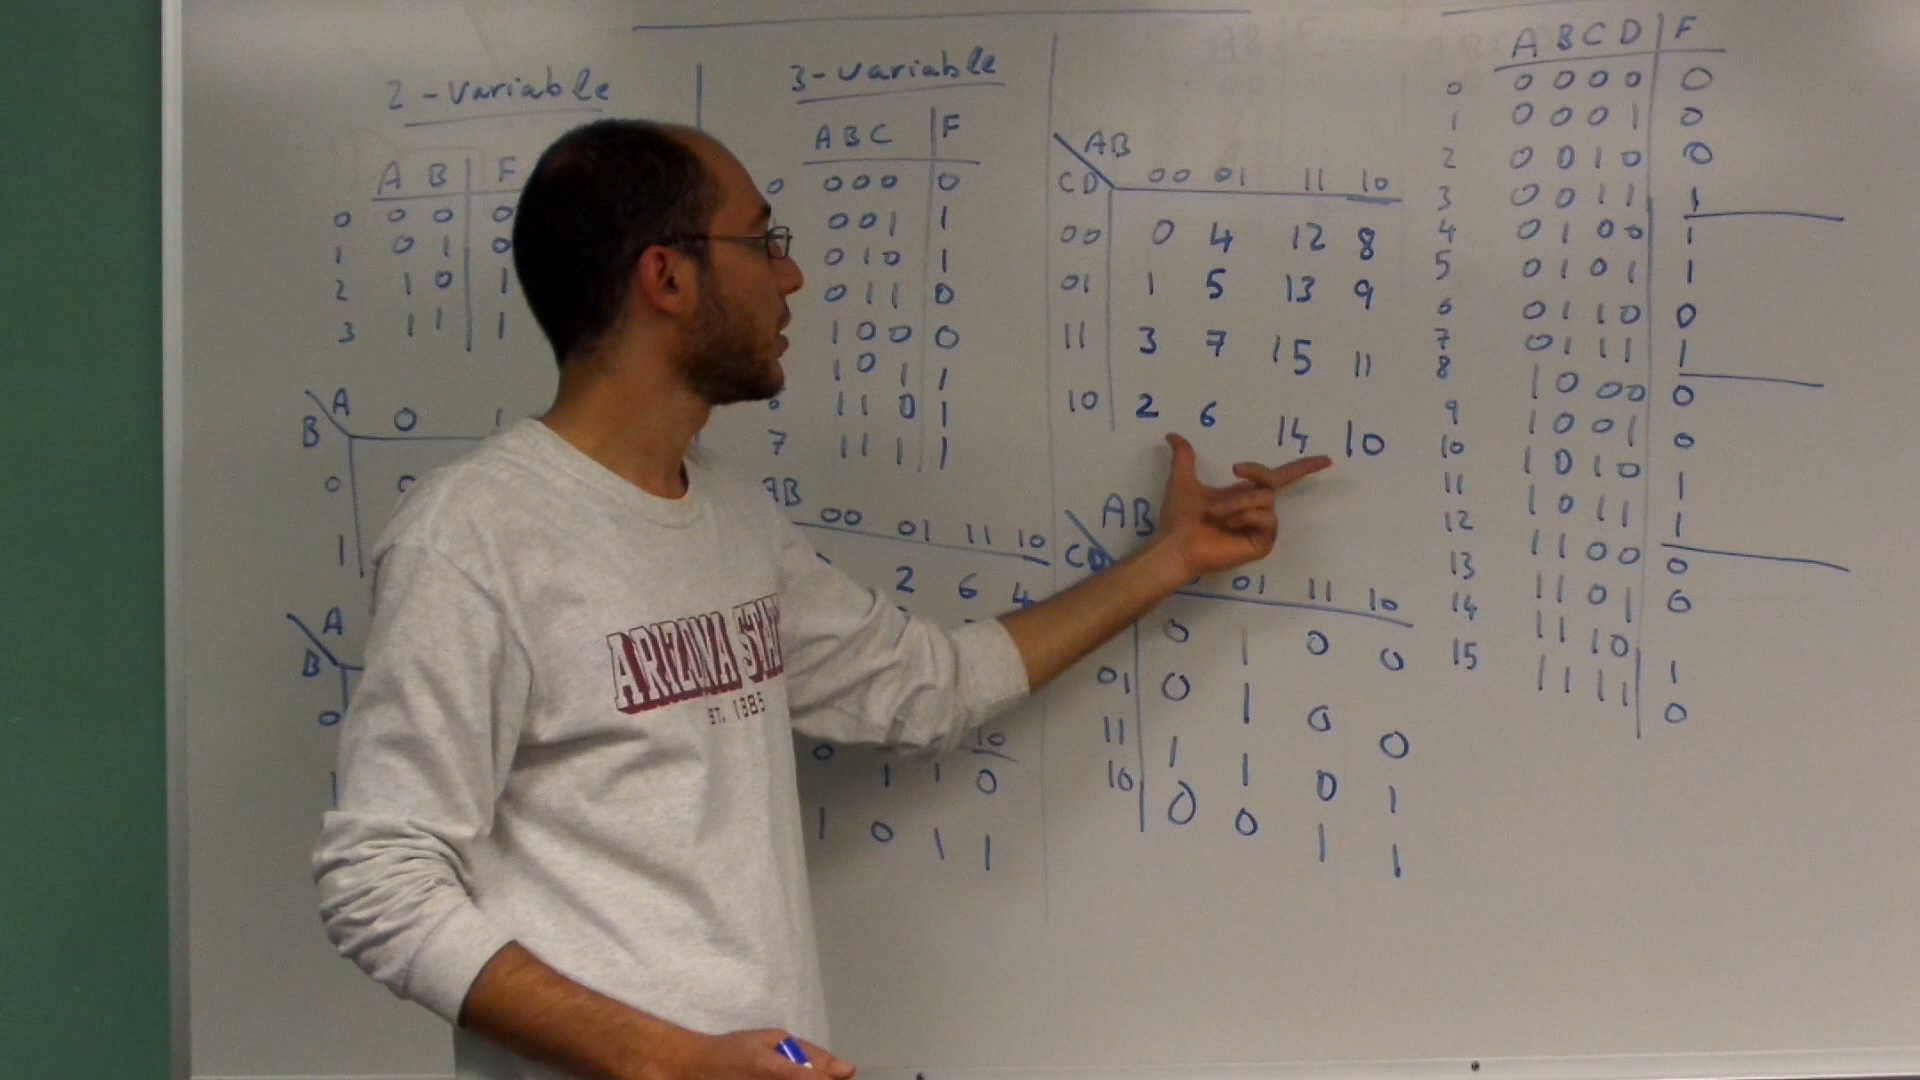 2-variable
A B F
0 0 0 0
1 0 1 0
2 1 0 1
3 1 1 1
A
B 0 1
0 0
1
A
B
0
1
3-variable
A B C F
0 0 0 0 0
0 0 1 1
0 1 0 1
0 1 1 0
1 0 0 0
1 0 1 1
1 1 0 1
7 1 1 1 1
AB
00 01 11 10
2 6 4
10
0 1 1 0
1 0 1 1
AB
CD 00 01 11 10
00 0 4 12 8
01 1 5 13 9
11 3 7 15 11
10 2 6 14 10
AB
CD 01 11 10
0 1 0 0
01 0 1 0 0
11 1 1 0 1
10 0 0 1 1
A B C D F
0 0 0 0 0 0
1 0 0 0 1 0
2 0 0 1 0 0
3 0 0 1 1 1
4 0 1 0 0 1
5 0 1 0 1 1
6 0 1 1 0 0
7 0 1 1 1 1
8 1 0 0 0 0
9 1 0 0 1 0
10 1 0 1 0 1
11 1 0 1 1 1
12 1 1 0 0 0
13 1 1 0 1 0
14 1 1 1 0 1
15 1 1 1 1 0
ARIZONA STA
ST. 1885